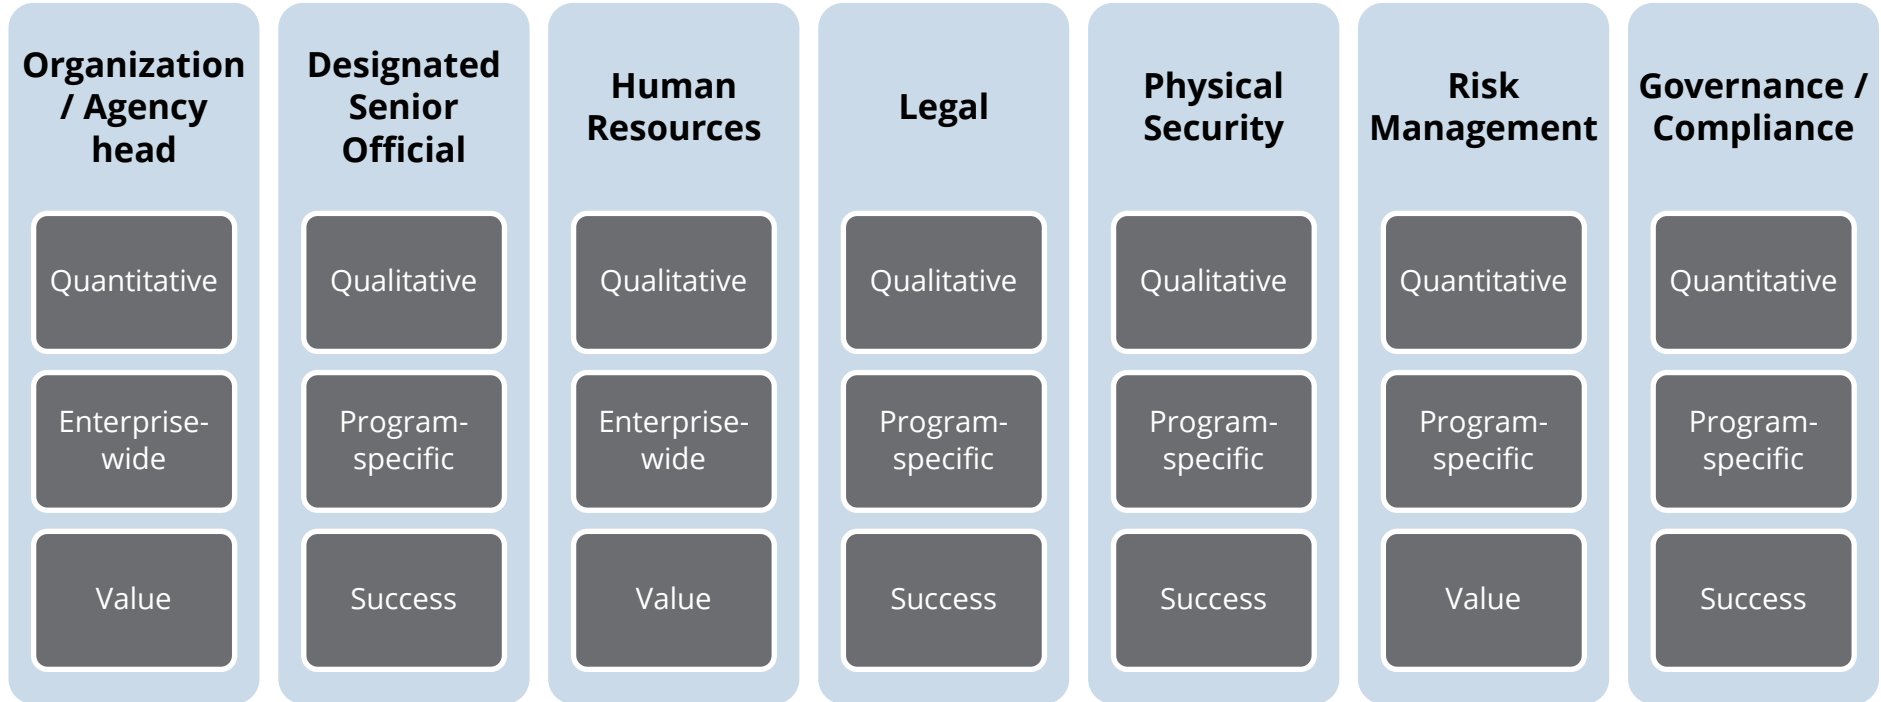 Organization
/ Agency
head
Quantitative
Enterprise-
wide
Value
Designated
Senior
Official
Qualitative
Program-
specific
Success
Human
Resources
Qualitative
Enterprise-
wide
Value
Legal
Qualitative
Program-
specific
Success
Physical
Security
Qualitative
Program-
specific
Success
Risk
Management
Quantitative
Program-
specific
Value
Governance /
Compliance
Quantitative
Program-
specific
Success